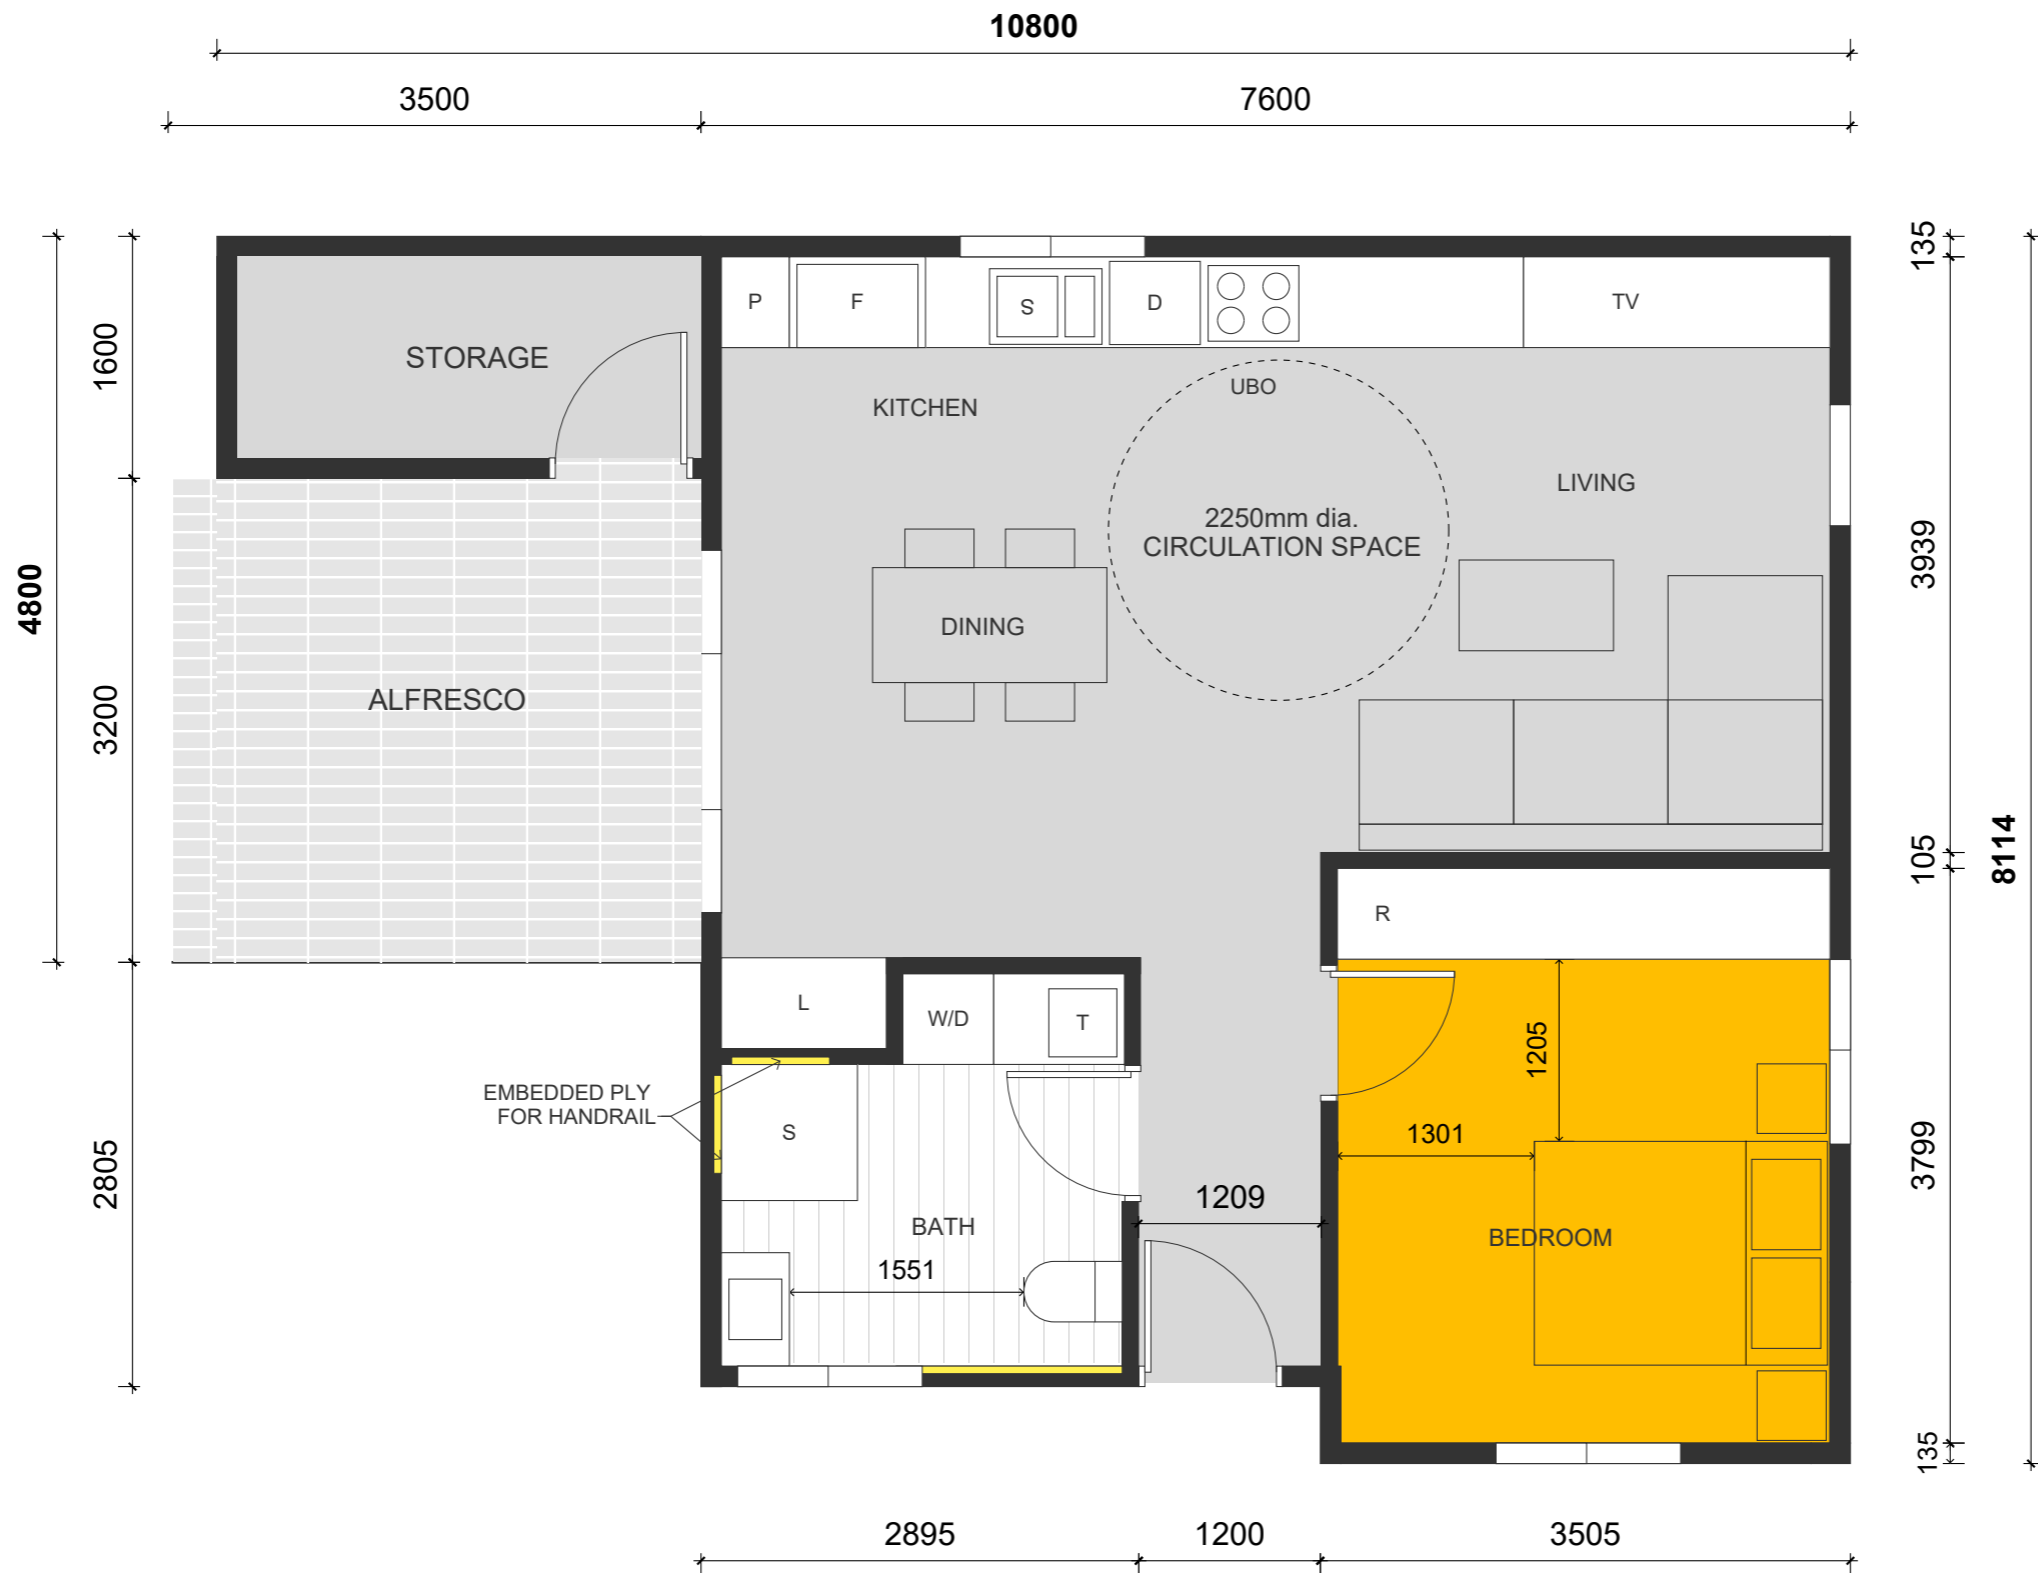 10800
3500
7600
135
1600
3939
4800
3200
105
8114
2805
3799
135
STORAGE
P
F
S
D
TV
UBO
KITCHEN
LIVING
2250mm dia.
CIRCULATION SPACE
DINING
ALFRESCO
R
L
W/D
T
1205
EMBEDDED PLY
FOR HANDRAIL
S
1301
1209
BATH
BEDROOM
1551
2895
1200
3505